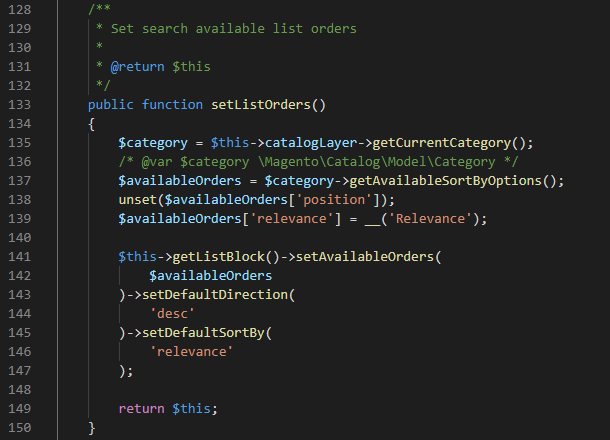 128 /**
129  * Set search available list orders
130  *
131  * @return $this
132  */
133 public function setListOrders()
134 {
135     $category = $this->catalogLayer->getCurrentCategory();
136     /* @var $category \Magento\Catalog\Model\Category */
137     $availableOrders = $category->getAvailableSortByOptions();
138     unset($availableOrders['position']);
139     $availableOrders['relevance'] = __('Relevance');
140
141     $this->getListBlock()->setAvailableOrders(
142         $availableOrders
143     )->setDefaultDirection(
144         'desc'
145     )->setDefaultSortBy(
146         'relevance'
147     );
148
149     return $this;
150 }